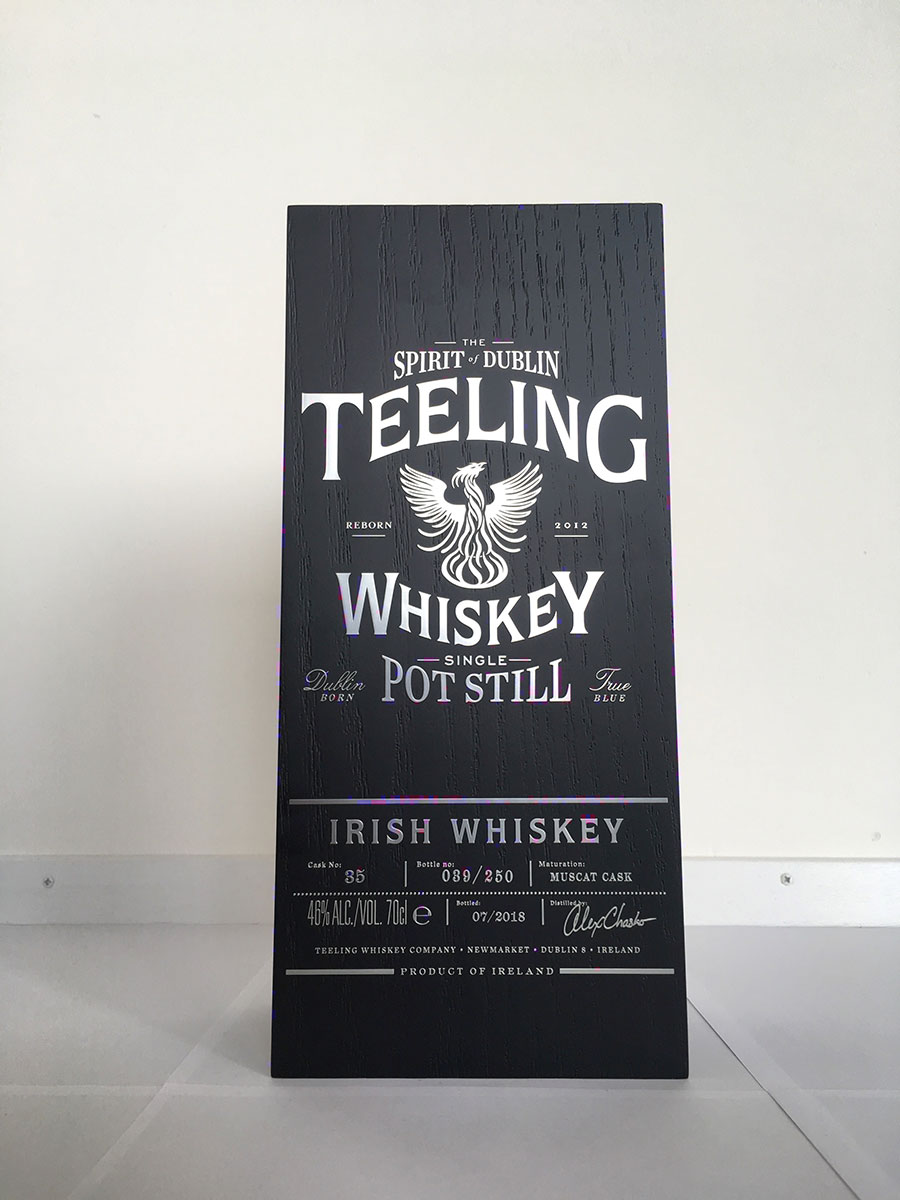 THE
SPIRIT of DUBLIN
TEELING
REBORN 2012
WHISKEY
SINGLE
POT STILL
Dublin BORN
True BLUE
IRISH WHISKEY
Cask No: 35 Bottle no: 039/250 Maturation: MUSCAT CASK
46% ALC./VOL. 70cl e Bottled: 07/2018 Distilled by: Alex Chasko
TEELING WHISKEY COMPANY • NEWMARKET • DUBLIN 8 • IRELAND
PRODUCT OF IRELAND